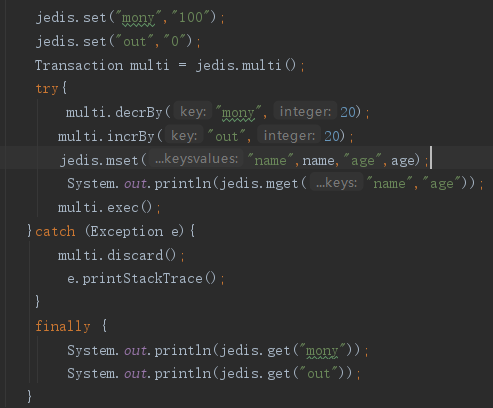 jedis.set("mony","100");
jedis.set("out","0");
Transaction multi = jedis.multi();
try{
multi.decrBy( key: "mony", integer: 20);
multi.incrBy( key: "out", integer: 20);
jedis.mset( ...keysvalues: "name",name,"age",age);
System.out.println(jedis.mget( ...keys: "name","age"));
multi.exec();
}catch (Exception e){
multi.discard();
e.printStackTrace();
}
finally {
System.out.println(jedis.get("mony"));
System.out.println(jedis.get("out"));
}